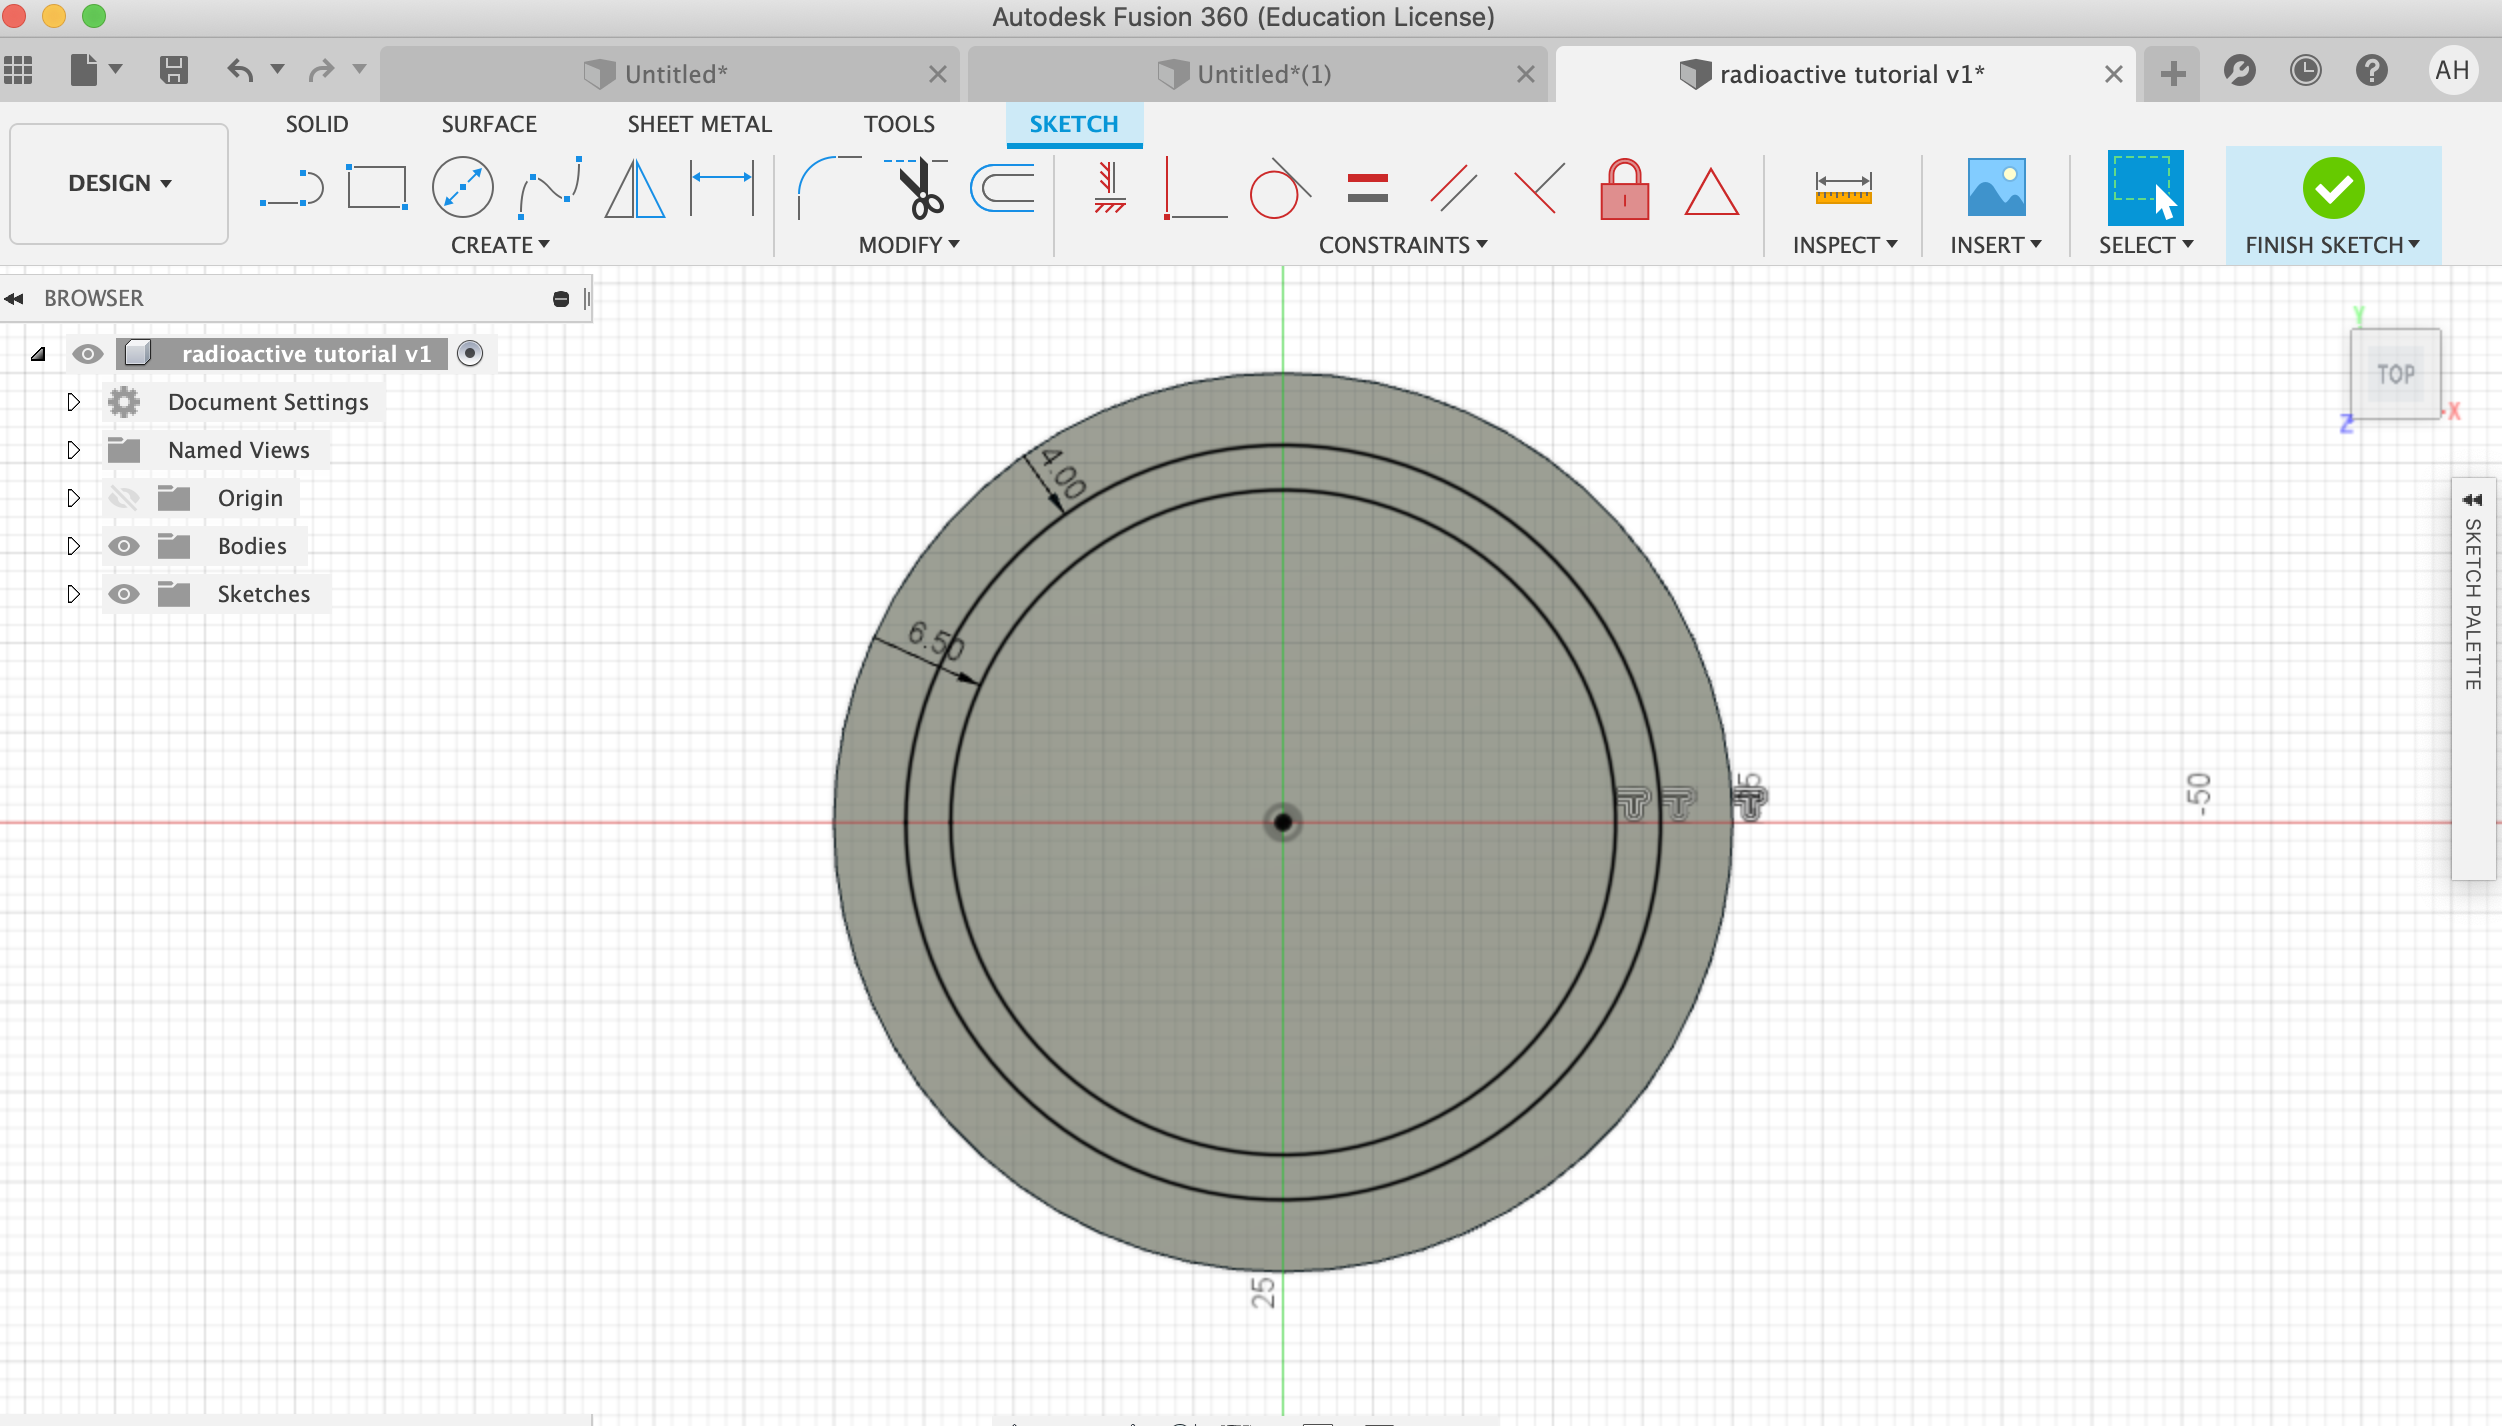 Autodesk Fusion 360 (Education License)
Untitled*
Untitled*(1)
radioactive tutorial v1*
AH
SOLID
SURFACE
SHEET METAL
TOOLS
SKETCH
DESIGN
CREATE
MODIFY
CONSTRAINTS
INSPECT
INSERT
SELECT
FINISH SKETCH
BROWSER
radioactive tutorial v1
Document Settings
Named Views
Origin
Bodies
Sketches
Y
TOP
X
Z
SKETCH PALETTE
4.00
6.50
-50
25